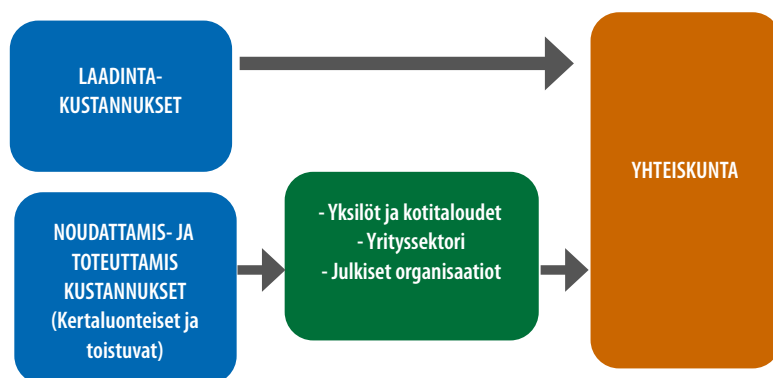 LAADINTA-
KUSTANNUKSET
NOUDATTAMIS- JA
TOTEUTTAMIS
KUSTANNUKSET
(Kertaluonteiset ja
toistuvat)
- Yksilöt ja kotitaloudet
- Yrityssektori
- Julkiset organisaatiot
YHTEISKUNTA